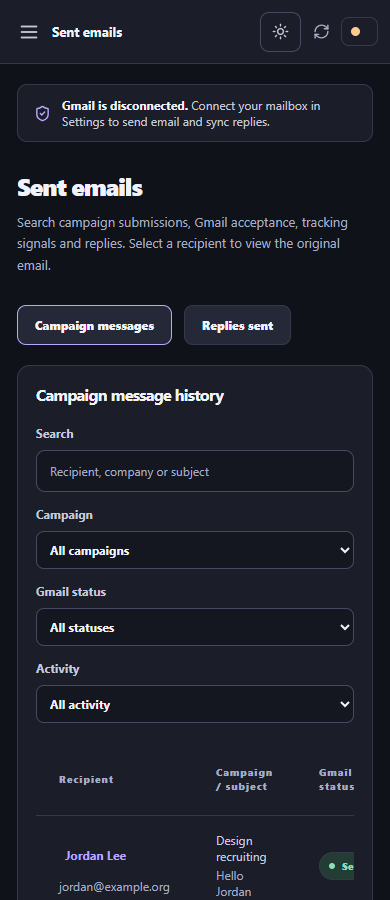 Sent emails
Gmail is disconnected. Connect your mailbox in
Settings to send email and sync replies.
Sent emails
Search campaign submissions, Gmail acceptance, tracking
signals and replies. Select a recipient to view the original
email.
Campaign messages
Replies sent
Campaign message history
Search
Recipient, company or subject
Campaign
All campaigns
Gmail status
All statuses
Activity
All activity
Recipient
Campaign
/ subject
Gmail
status
Jordan Lee
jordan@example.org
Design
recruiting
Hello
Jordan
Se